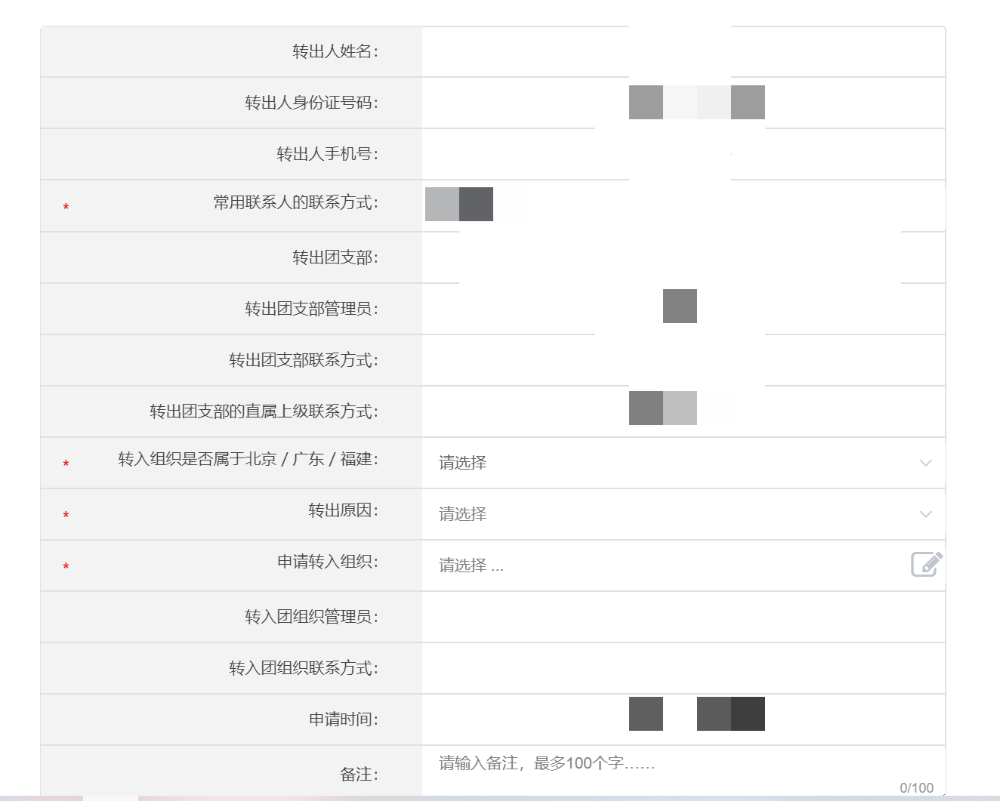 转出人姓名：
转出人身份证号码：
转出人手机号：
* 常用联系人的联系方式：
转出团支部：
转出团支部管理员：
转出团支部联系方式：
转出团支部的直属上级联系方式：
* 转入组织是否属于北京 / 广东 / 福建： 请选择
* 转出原因： 请选择
* 申请转入组织： 请选择 ...
转入团组织管理员：
转入团组织联系方式：
申请时间：
备注： 请输入备注，最多100个字……
0/100